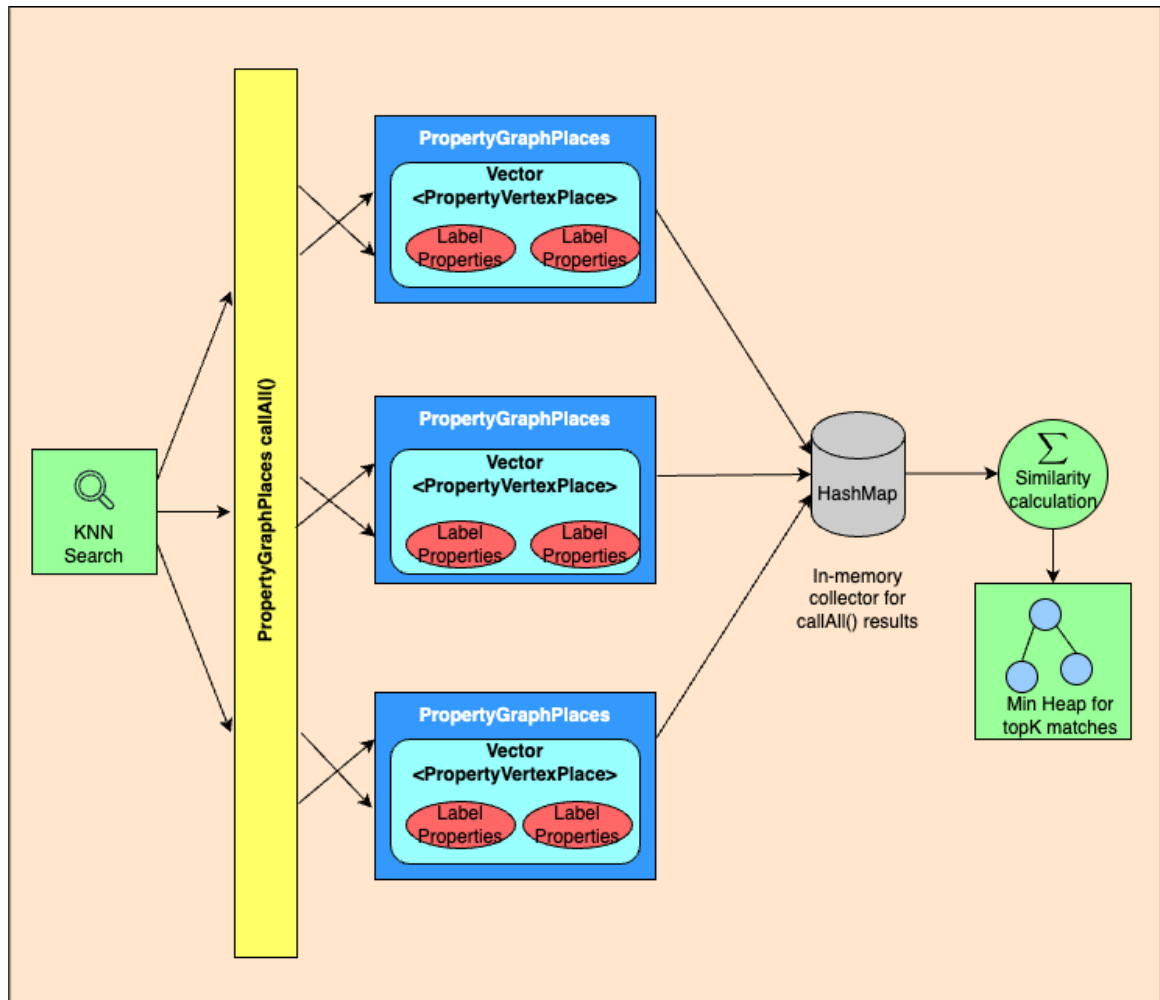 KNN
Search
PropertyGraphPlaces callAll()
PropertyGraphPlaces
Vector
<PropertyVertexPlace>
Label
Properties
Label
Properties
PropertyGraphPlaces
Vector
<PropertyVertexPlace>
Label
Properties
Label
Properties
PropertyGraphPlaces
Vector
<PropertyVertexPlace>
Label
Properties
Label
Properties
HashMap
In-memory
collector for
callAll() results
∑
Similarity
calculation
Min Heap for
topK matches